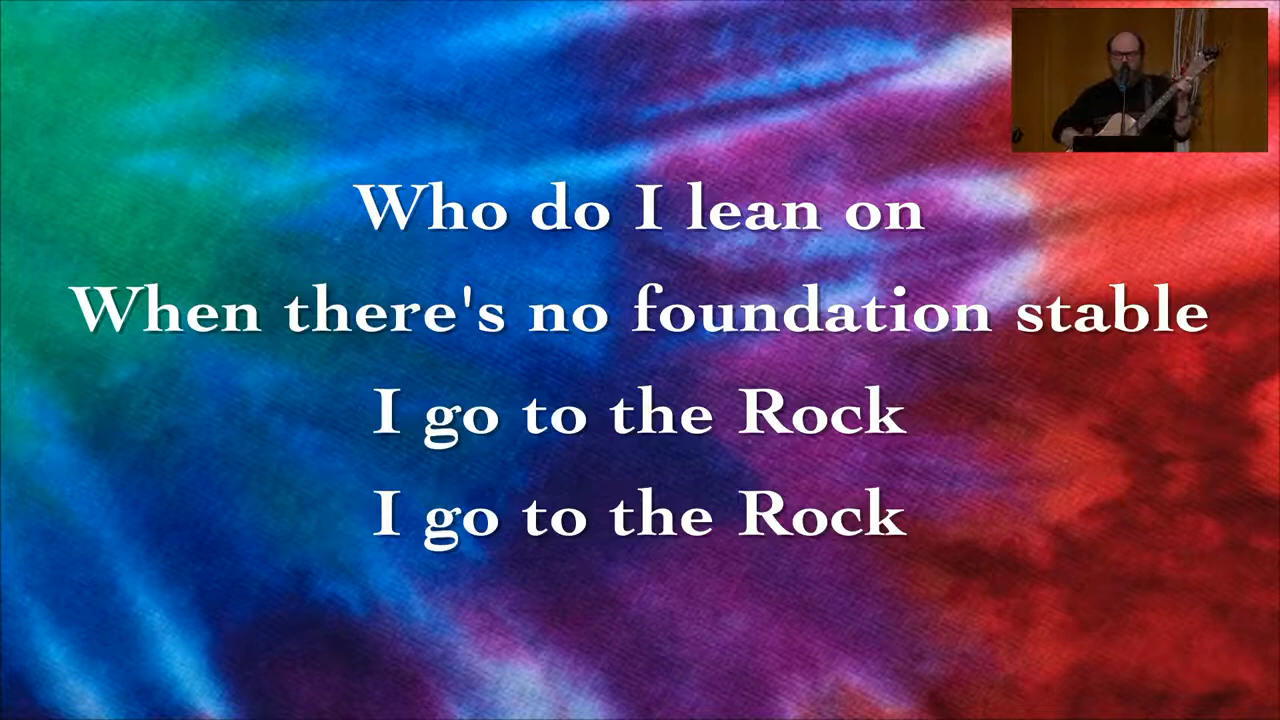 Who do I lean on
When there's no foundation stable
I go to the Rock
I go to the Rock